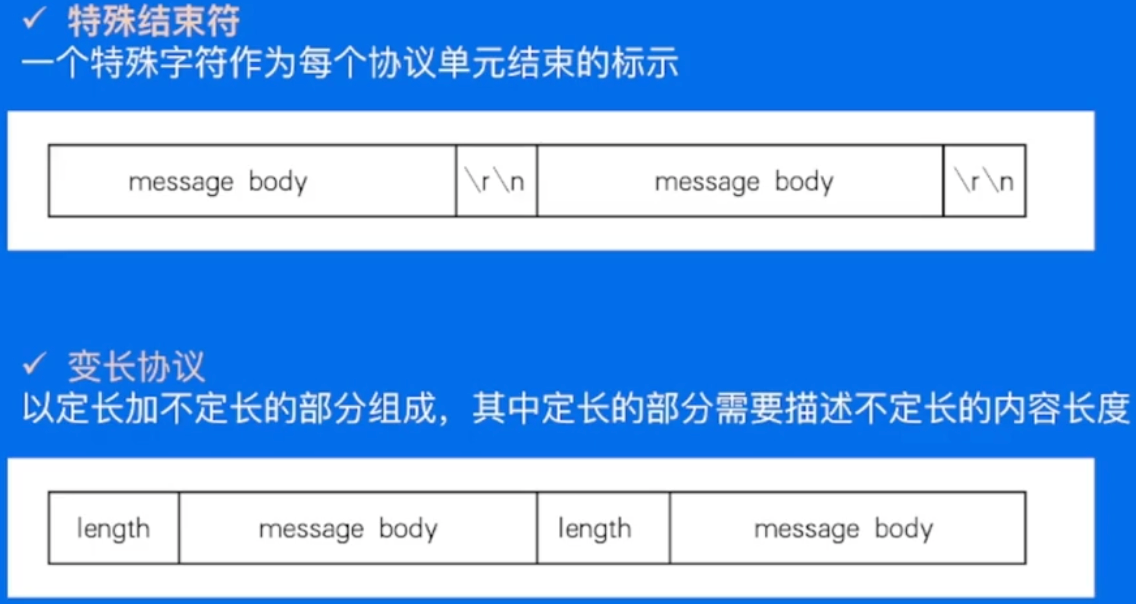 ✓ 特殊结束符
一个特殊字符作为每个协议单元结束的标示
message body \r\n message body \r\n
✓ 变长协议
以定长加不定长的部分组成，其中定长的部分需要描述不定长的内容长度
length message body length message body